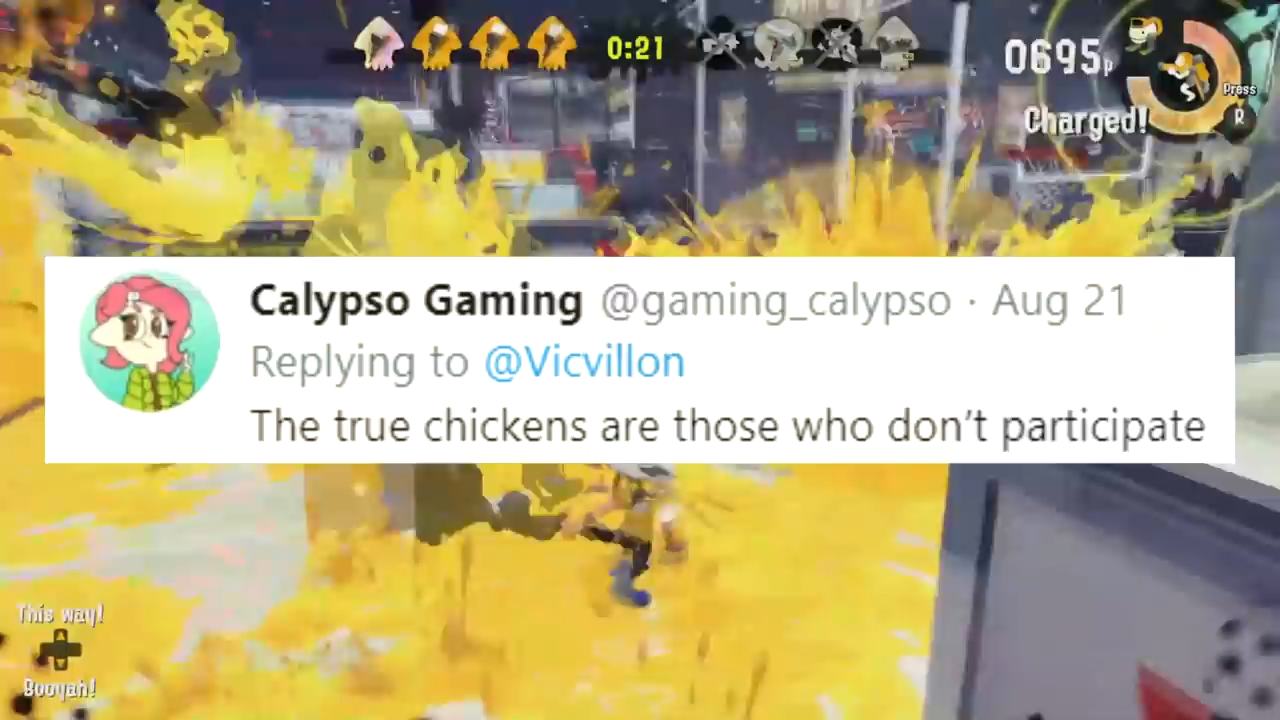 0:21
0695p
Charged!
Press
R
Calypso Gaming @gaming_calypso · Aug 21
Replying to @Vicvillon
The true chickens are those who don’t participate
This way!
Booyah!